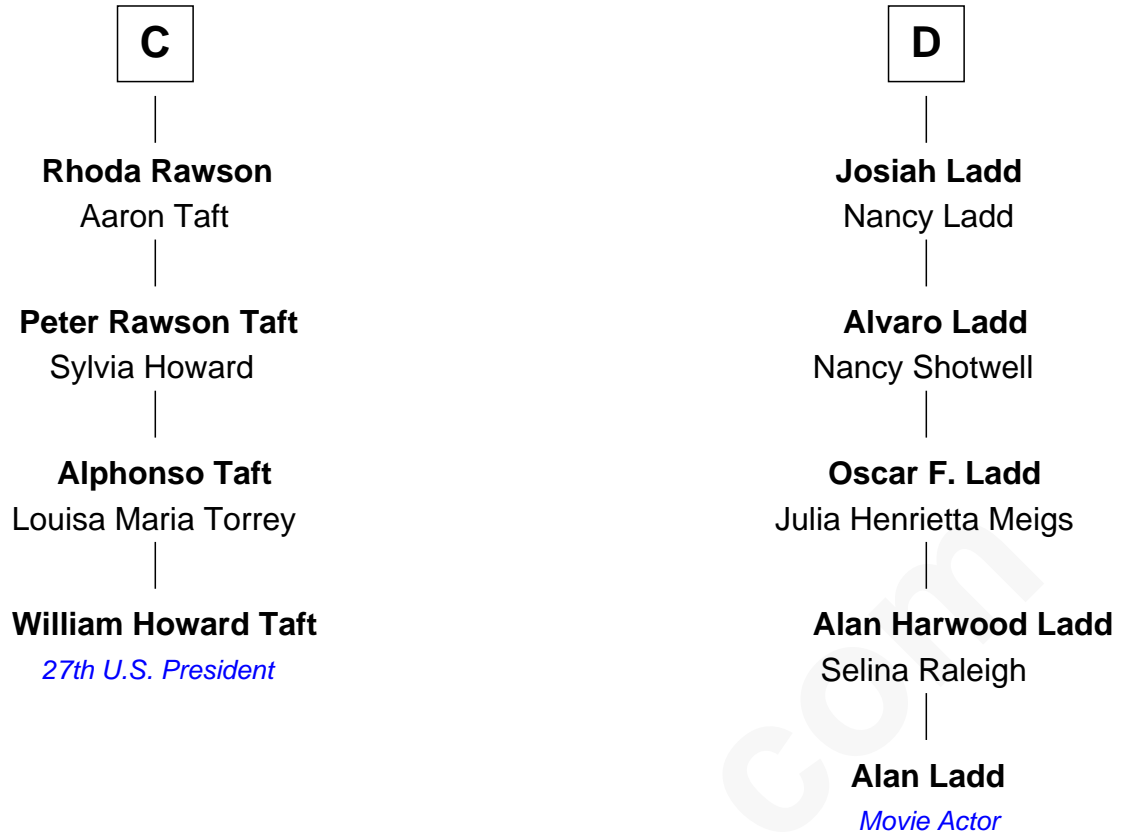 C
Rhoda Rawson
Aaron Taft
Peter Rawson Taft
Sylvia Howard
Alphonso Taft
Louisa Maria Torrey
William Howard Taft
27th U.S. President
D
Josiah Ladd
Nancy Ladd
Alvaro Ladd
Nancy Shotwell
Oscar F. Ladd
Julia Henrietta Meigs
Alan Harwood Ladd
Selina Raleigh
Alan Ladd
Movie Actor
com